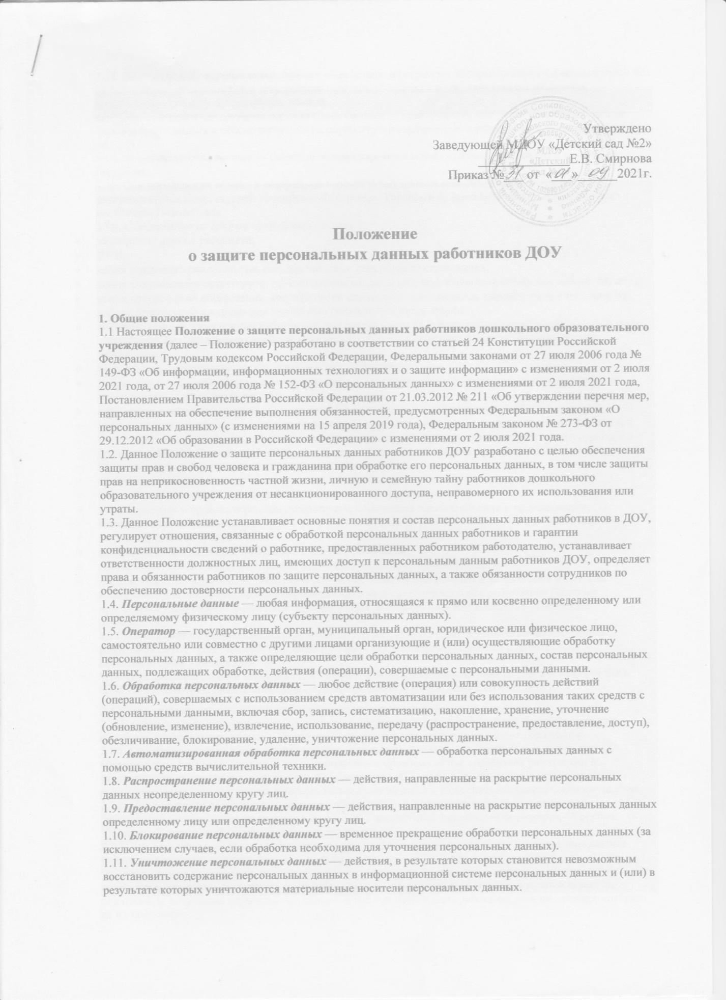 Утверждено
Заведующей МДОУ «Детский сад №2»
______________Е.В. Смирнова
Приказ №31 от «01» 09 2021г.
Положение
о защите персональных данных работников ДОУ
1. Общие положения
1.1 Настоящее Положение о защите персональных данных работников дошкольного образовательного
учреждения (далее – Положение) разработано в соответствии со статьей 24 Конституции Российской
Федерации, Трудовым кодексом Российской Федерации, Федеральными законами от 27 июля 2006 года №
149-ФЗ «Об информации, информационных технологиях и о защите информации» с изменениями от 2 июля
2021 года, от 27 июля 2006 года № 152-ФЗ «О персональных данных» с изменениями от 2 июля 2021 года,
Постановлением Правительства Российской Федерации от 21.03.2012 № 211 «Об утверждении перечня мер,
направленных на обеспечение выполнения обязанностей, предусмотренных Федеральным законом «О
персональных данных» (с изменениями на 15 апреля 2019 года), Федеральным законом № 273-ФЗ от
29.12.2012 «Об образовании в Российской Федерации» с изменениями от 2 июля 2021 года.
1.2. Данное Положение о защите персональных данных работников ДОУ разработано с целью обеспечения
защиты прав и свобод человека и гражданина при обработке его персональных данных, в том числе защиты
прав на неприкосновенность частной жизни, личную и семейную тайну работников дошкольного
образовательного учреждения от несанкционированного доступа, неправомерного их использования или
утраты.
1.3. Данное Положение устанавливает основные понятия и состав персональных данных работников в ДОУ,
регулирует отношения, связанные с обработкой персональных данных работников и гарантии
конфиденциальности сведений о работнике, предоставленных работником работодателю, устанавливает
ответственности должностных лиц, имеющих доступ к персональным данным работников ДОУ, определяет
права и обязанности работников по защите персональных данных, а также обязанности сотрудников по
обеспечению достоверности персональных данных.
1.4. Персональные данные — любая информация, относящаяся к прямо или косвенно определенному или
определяемому физическому лицу (субъекту персональных данных).
1.5. Оператор — государственный орган, муниципальный орган, юридическое или физическое лицо,
самостоятельно или совместно с другими лицами организующие и (или) осуществляющие обработку
персональных данных, а также определяющие цели обработки персональных данных, состав персональных
данных, подлежащих обработке, действия (операции), совершаемые с персональными данными.
1.6. Обработка персональных данных — любое действие (операция) или совокупность действий
(операций), совершаемых с использованием средств автоматизации или без использования таких средств с
персональными данными, включая сбор, запись, систематизацию, накопление, хранение, уточнение
(обновление, изменение), извлечение, использование, передачу (распространение, предоставление, доступ),
обезличивание, блокирование, удаление, уничтожение персональных данных.
1.7. Автоматизированная обработка персональных данных — обработка персональных данных с
помощью средств вычислительной техники.
1.8. Распространение персональных данных — действия, направленные на раскрытие персональных
данных неопределенному кругу лиц.
1.9. Предоставление персональных данных — действия, направленные на раскрытие персональных данных
определенному лицу или определенному кругу лиц.
1.10. Блокирование персональных данных — временное прекращение обработки персональных данных (за
исключением случаев, если обработка необходима для уточнения персональных данных).
1.11. Уничтожение персональных данных — действия, в результате которых становится невозможным
восстановить содержание персональных данных в информационной системе персональных данных и (или) в
результате которых уничтожаются материальные носители персональных данных.